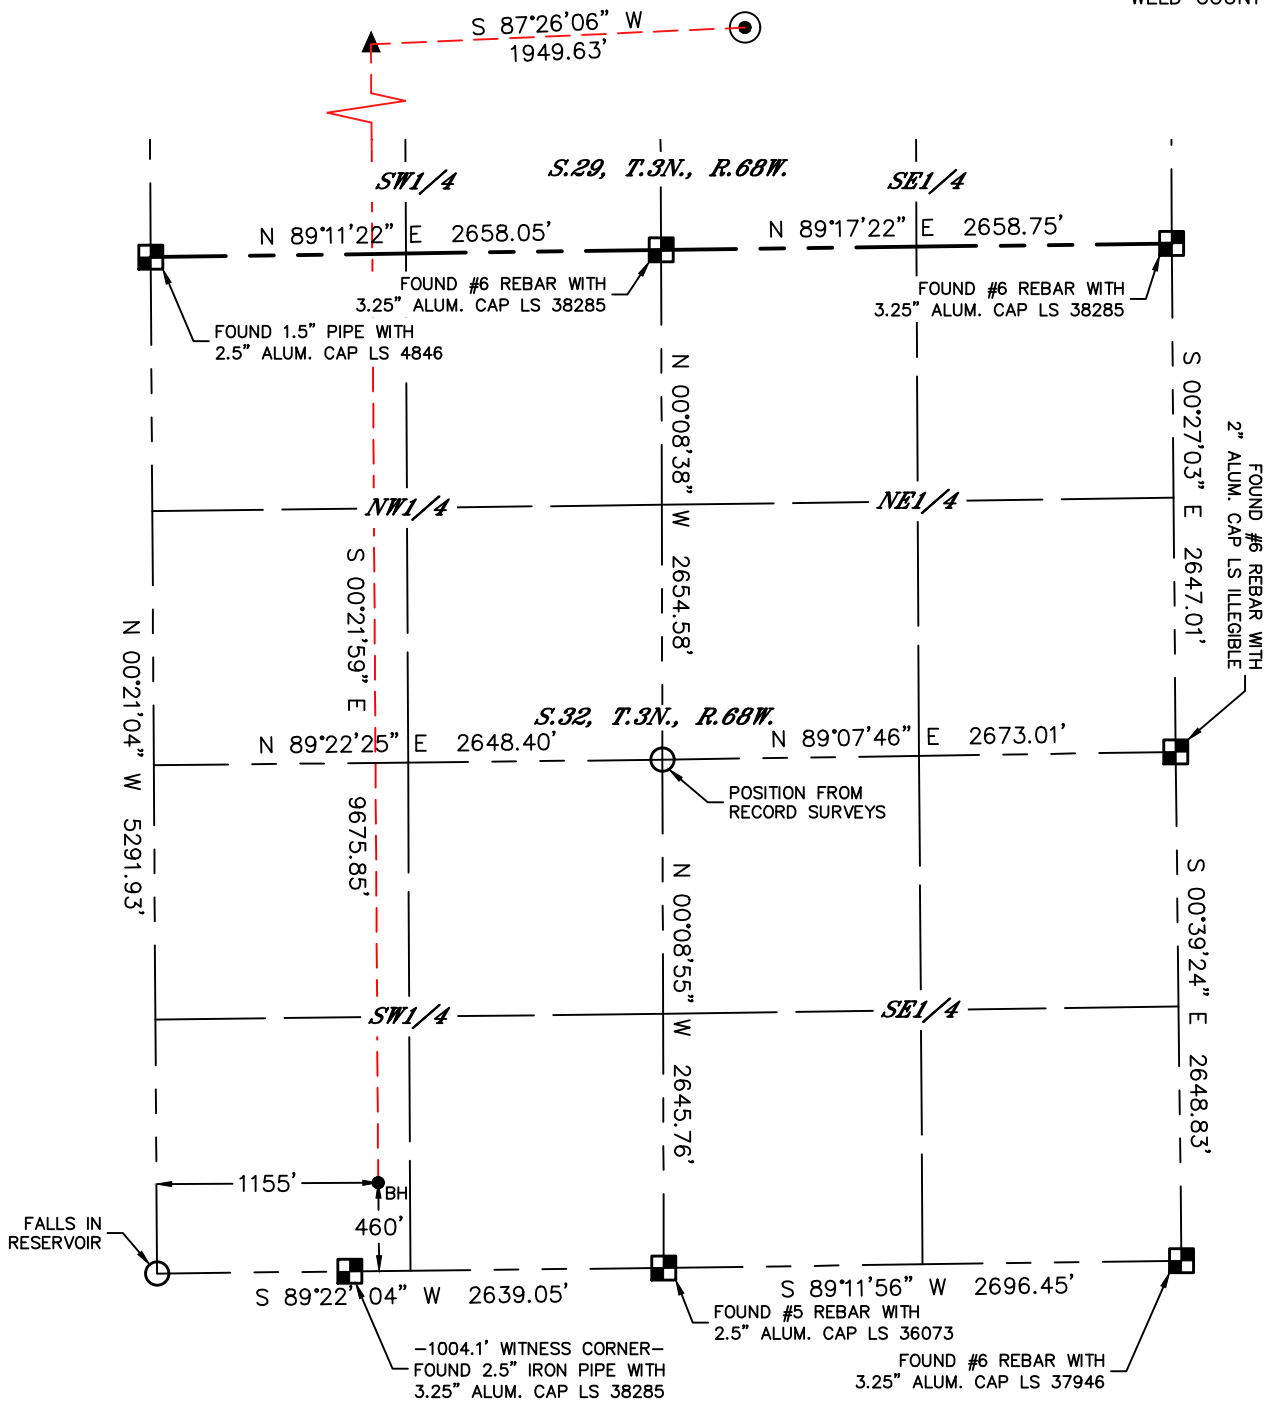 WELD COUNT
S 87°26'06" W
1949.63'
SW1/4
S.29, T.3N., R.68W.
SE1/4
N 89°11'22" E 2658.05'
N 89°17'22" E 2658.75'
FOUND #6 REBAR WITH
3.25" ALUM. CAP LS 38285
FOUND #6 REBAR WITH
3.25" ALUM. CAP LS 38285
FOUND 1.5" PIPE WITH
2.5" ALUM. CAP LS 4846
N 00°08'38" W 2654.58'
S 00°27'03" E 2647.01'
FOUND #6 REBAR WITH
2" ALUM. CAP LS ILLEGIBLE
NW1/4
NE1/4
S 00°21'59" E 9675.85'
N 00°21'04" W 5291.93'
S.32, T.3N., R.68W.
N 89°22'25" E 2648.40'
N 89°07'46" E 2673.01'
POSITION FROM
RECORD SURVEYS
N 00°08'55" W 2645.76'
S 00°39'24" E 2648.83'
SW1/4
SE1/4
1155'
BH
460'
FALLS IN
RESERVOIR
S 89°22'04" W 2639.05'
S 89°11'56" W 2696.45'
FOUND #5 REBAR WITH
2.5" ALUM. CAP LS 36073
-1004.1' WITNESS CORNER-
FOUND 2.5" IRON PIPE WITH
3.25" ALUM. CAP LS 38285
FOUND #6 REBAR WITH
3.25" ALUM. CAP LS 37946